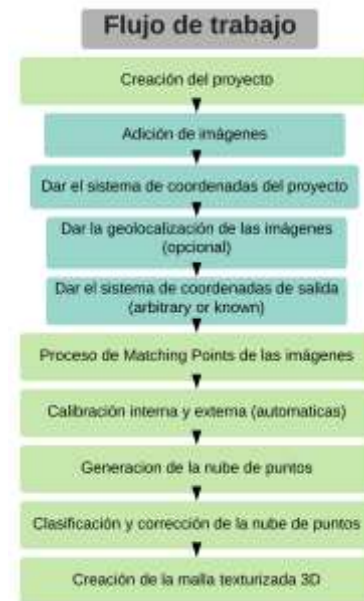 Flujo de trabajo
Creación del proyecto
Adición de imágenes
Dar el sistema de coordenadas del proyecto
Dar la geolocalización de las imágenes
(opcional)
Dar el sistema de coordenadas de salida
(arbitrary or known)
Proceso de Matching Points de las imágenes
Calibración interna y externa (automaticas)
Generacion de la nube de puntos
Clasificación y corrección de la nube de puntos
Creación de la malla texturizada 3D